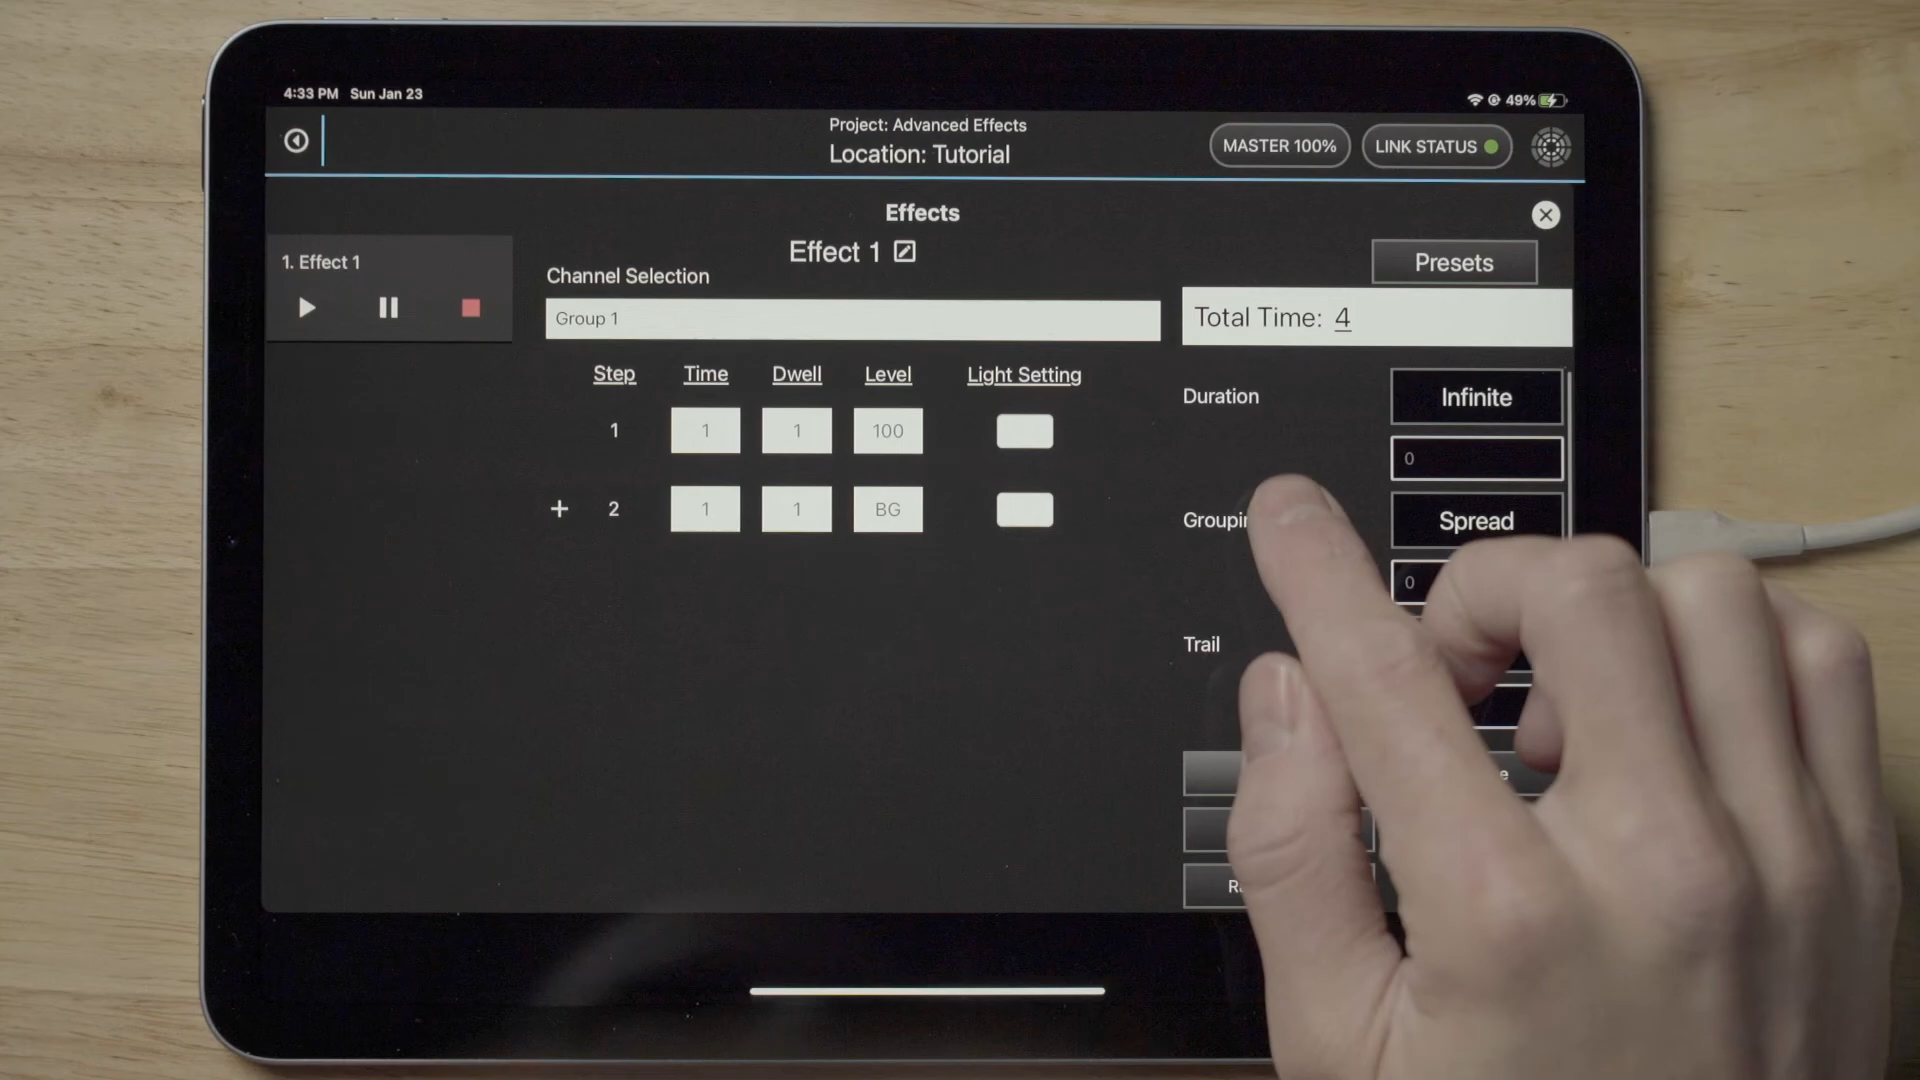 4:33 PM Sun Jan 23
49%
Project: Advanced Effects
Location: Tutorial
MASTER 100%
LINK STATUS
Effects
1. Effect 1
Effect 1
Presets
Channel Selection
Group 1
Total Time: 4
Step Time Dwell Level Light Setting
1 1 1 100
+ 2 1 1 BG
Duration Infinite
0
Spread
0
Trail